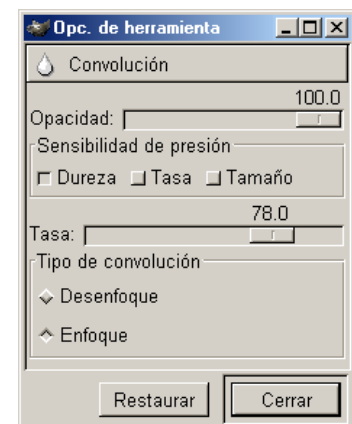 Opc. de herramienta
Convolución
100.0
Opacidad:
Sensibilidad de presión
Dureza Tasa Tamaño
78.0
Tasa:
Tipo de convolución
Desenfoque
Enfoque
Restaurar Cerrar